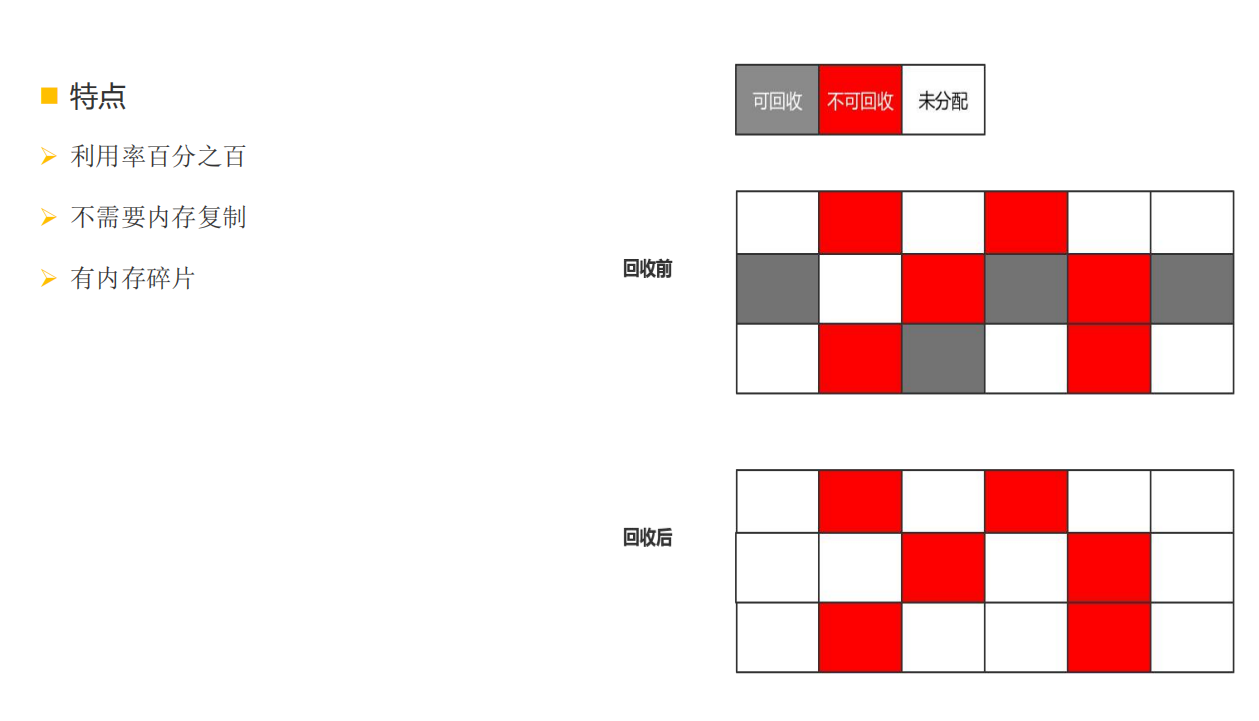 特点
利用率百分之百
不需要内存复制
有内存碎片
可回收 不可回收 未分配
回收前
回收后